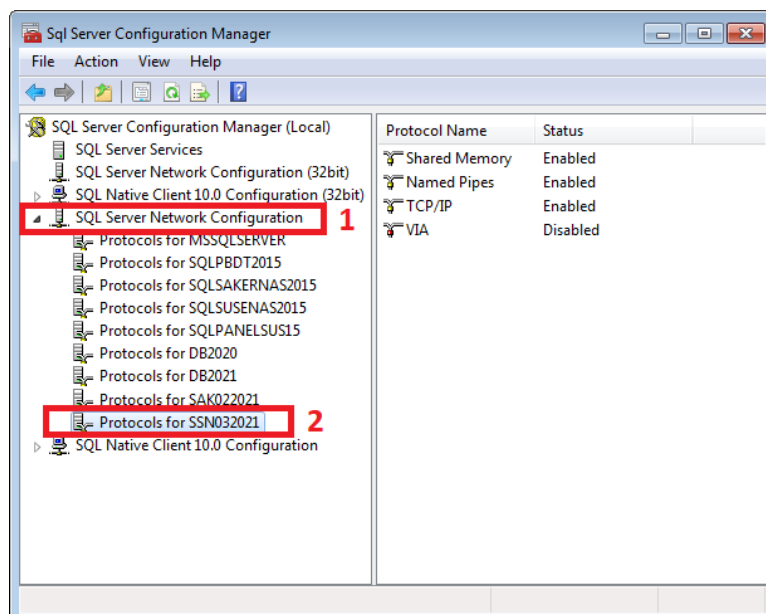 Sql Server Configuration Manager
File Action View Help
SQL Server Configuration Manager (Local)
SQL Server Services
SQL Server Network Configuration (32bit)
SQL Native Client 10.0 Configuration (32bit)
SQL Server Network Configuration 1
Protocols for MSSQLSERVER
Protocols for SQLPBDT2015
Protocols for SQLSAKERNAS2015
Protocols for SQLSUSENAS2015
Protocols for SQLPANELSUS15
Protocols for DB2020
Protocols for DB2021
Protocols for SAK022021
Protocols for SSN032021 2
SQL Native Client 10.0 Configuration
Protocol Name Status
Shared Memory Enabled
Named Pipes Enabled
TCP/IP Enabled
VIA Disabled